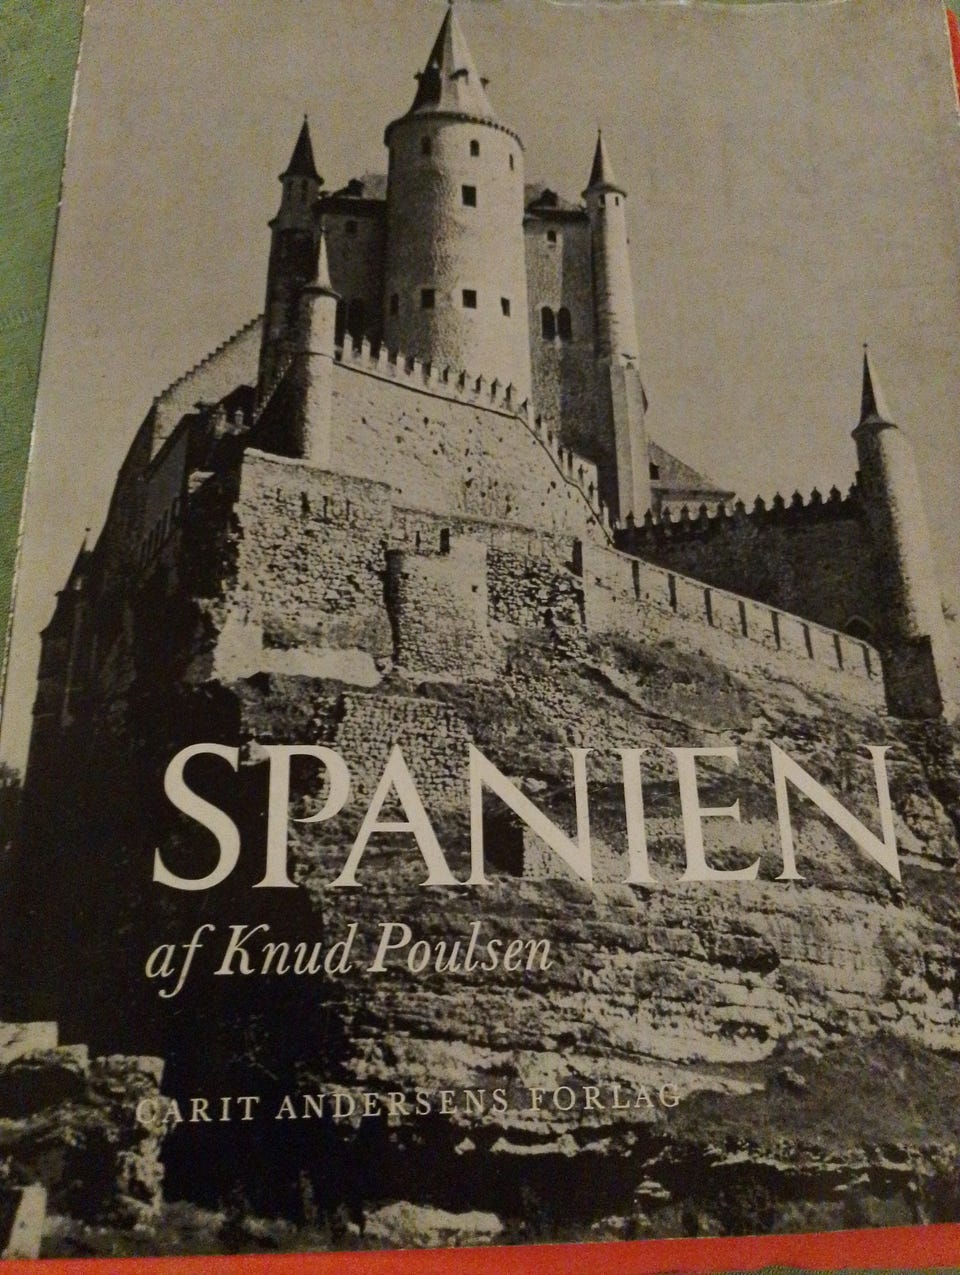 SPANIEN
af Knud Poulsen
CARIT ANDERSENS FORLAG